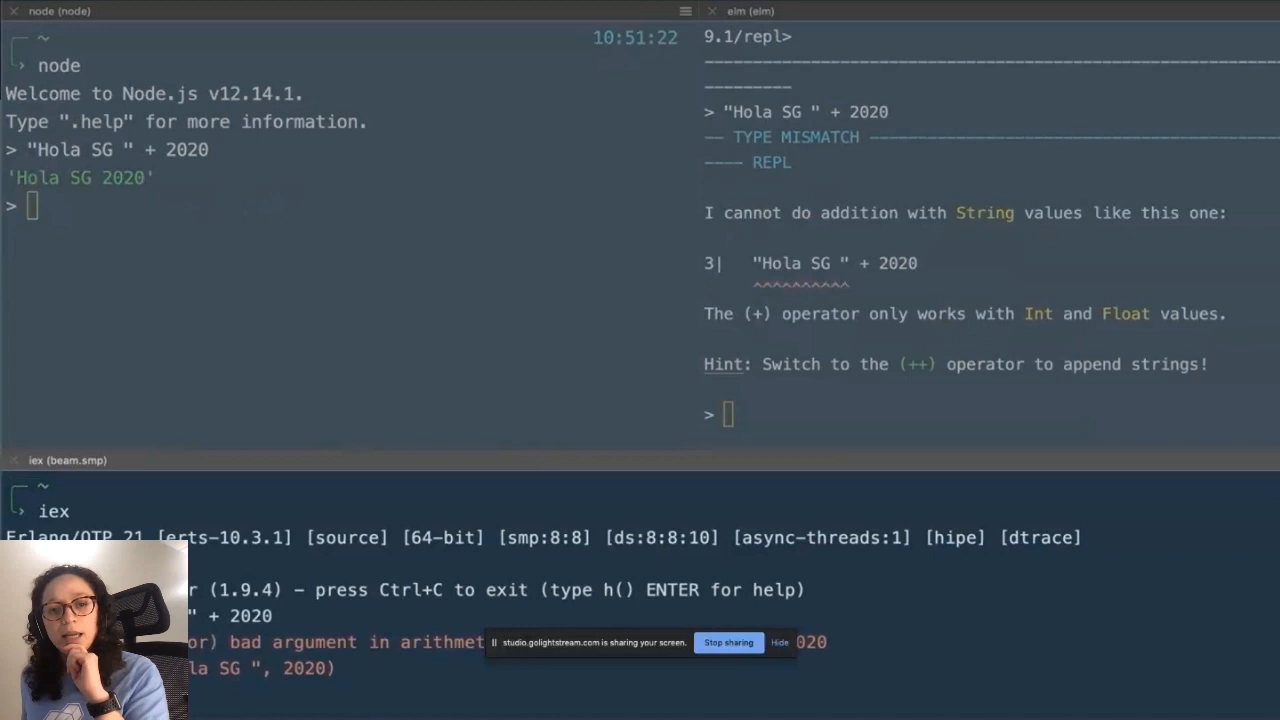 node (node)
~
10:51:22
node
Welcome to Node.js v12.14.1.
Type ".help" for more information.
> "Hola SG " + 2020
'Hola SG 2020'
>
elm (elm)
9.1/repl>
--------------------------------------------------------------------
> "Hola SG " + 2020
-- TYPE MISMATCH --------------------------------------------
---- REPL
I cannot do addition with String values like this one:
3|   "Hola SG " + 2020
^^^^^^^^^^
The (+) operator only works with Int and Float values.
Hint: Switch to the (++) operator to append strings!
>
iex (beam.smp)
~
iex
Erlang/OTP 21 [erts-10.3.1] [source] [64-bit] [smp:8:8] [ds:8:8:10] [async-threads:1] [hipe] [dtrace]
r (1.9.4) - press Ctrl+C to exit (type h() ENTER for help)
" + 2020
or) bad argument in arithmet
020
la SG ", 2020)
studio.golightstream.com is sharing your screen.
Stop sharing
Hide